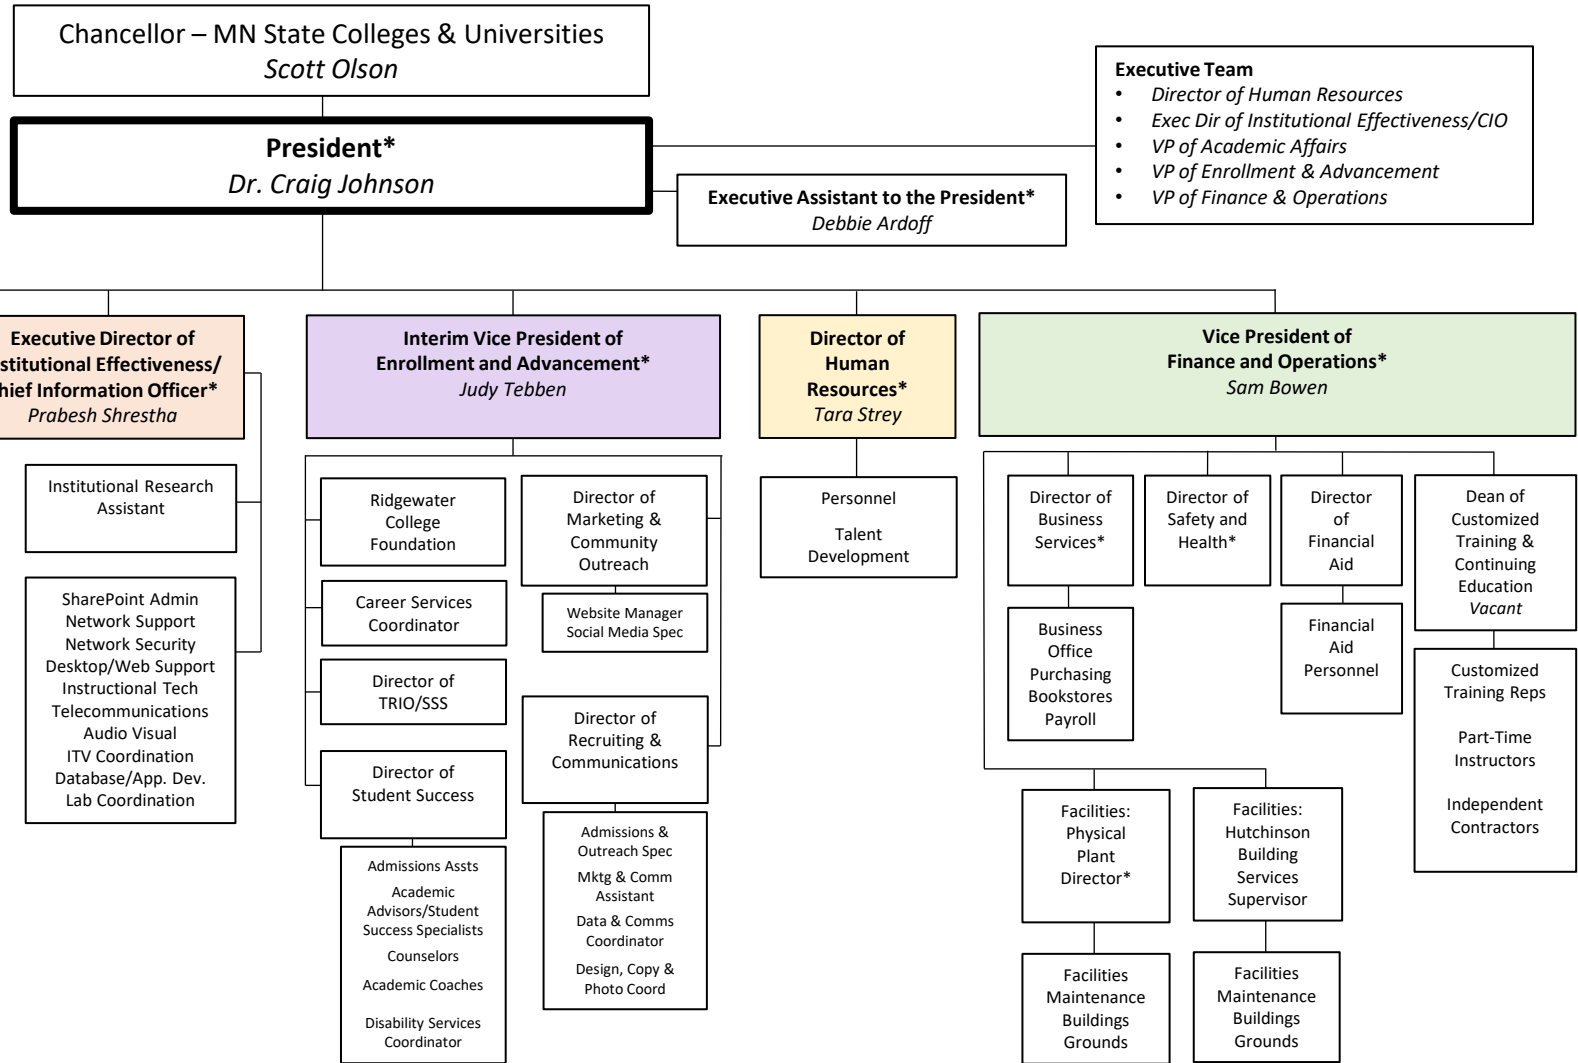 Chancellor – MN State Colleges & Universities
Scott Olson
President*
Dr. Craig Johnson
Executive Assistant to the President*
Debbie Ardoff
Executive Team
• Director of Human Resources
• Exec Dir of Institutional Effectiveness/CIO
• VP of Academic Affairs
• VP of Enrollment & Advancement
• VP of Finance & Operations
Executive Director of
stitutional Effectiveness/
hief Information Officer*
Prabesh Shrestha
Institutional Research
Assistant
SharePoint Admin
Network Support
Network Security
Desktop/Web Support
Instructional Tech
Telecommunications
Audio Visual
ITV Coordination
Database/App. Dev.
Lab Coordination
Interim Vice President of
Enrollment and Advancement*
Judy Tebben
Ridgewater
College
Foundation
Career Services
Coordinator
Director of
TRIO/SSS
Director of
Student Success
Admissions Assts
Academic
Advisors/Student
Success Specialists
Counselors
Academic Coaches
Disability Services
Coordinator
Director of
Marketing &
Community
Outreach
Website Manager
Social Media Spec
Director of
Recruiting &
Communications
Admissions &
Outreach Spec
Mktg & Comm
Assistant
Data & Comms
Coordinator
Design, Copy &
Photo Coord
Director of
Human
Resources*
Tara Strey
Personnel
Talent
Development
Vice President of
Finance and Operations*
Sam Bowen
Director of
Business
Services*
Business
Office
Purchasing
Bookstores
Payroll
Director of
Safety and
Health*
Director
of
Financial
Aid
Financial
Aid
Personnel
Dean of
Customized
Training &
Continuing
Education
Vacant
Customized
Training Reps
Part-Time
Instructors
Independent
Contractors
Facilities:
Physical
Plant
Director*
Facilities
Maintenance
Buildings
Grounds
Facilities:
Hutchinson
Building
Services
Supervisor
Facilities
Maintenance
Buildings
Grounds